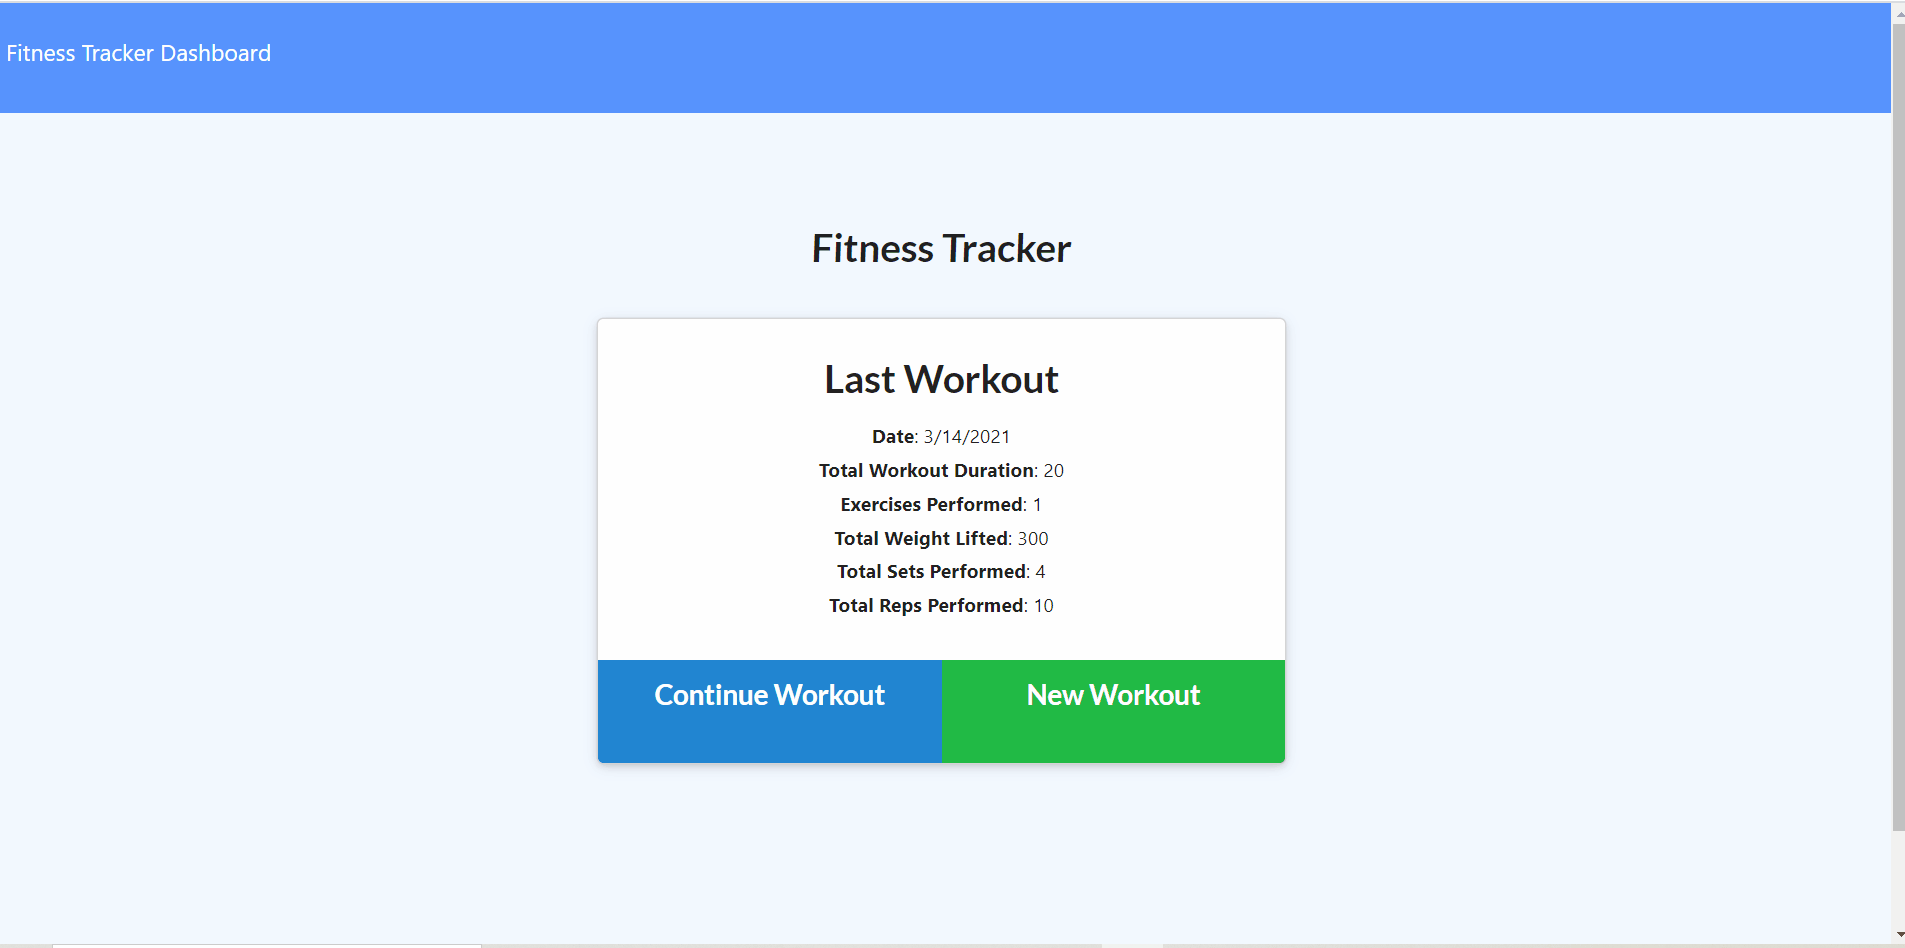 Fitness Tracker Dashboard
Fitness Tracker
Last Workout
Date: 3/14/2021
Total Workout Duration: 20
Exercises Performed: 1
Total Weight Lifted: 300
Total Sets Performed: 4
Total Reps Performed: 10
Continue Workout New Workout